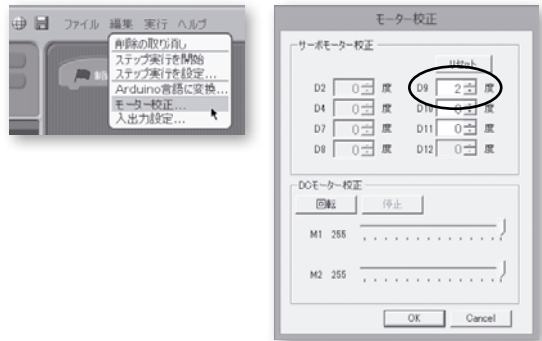 ファイル 編集 実行 ヘルプ
削除の取り消し
ステップ実行を開始
ステップ実行を設定...
Arduino言語に変換...
モーター校正...
入出力設定...
モーター校正
サーボモーター校正
リセット
D2 0 度 D9 2 度
D4 0 度 D10 0 度
D7 0 度 D11 0 度
D8 0 度 D12 0 度
DCモーター校正
回転 停止
M1 255
M2 255
OK Cancel